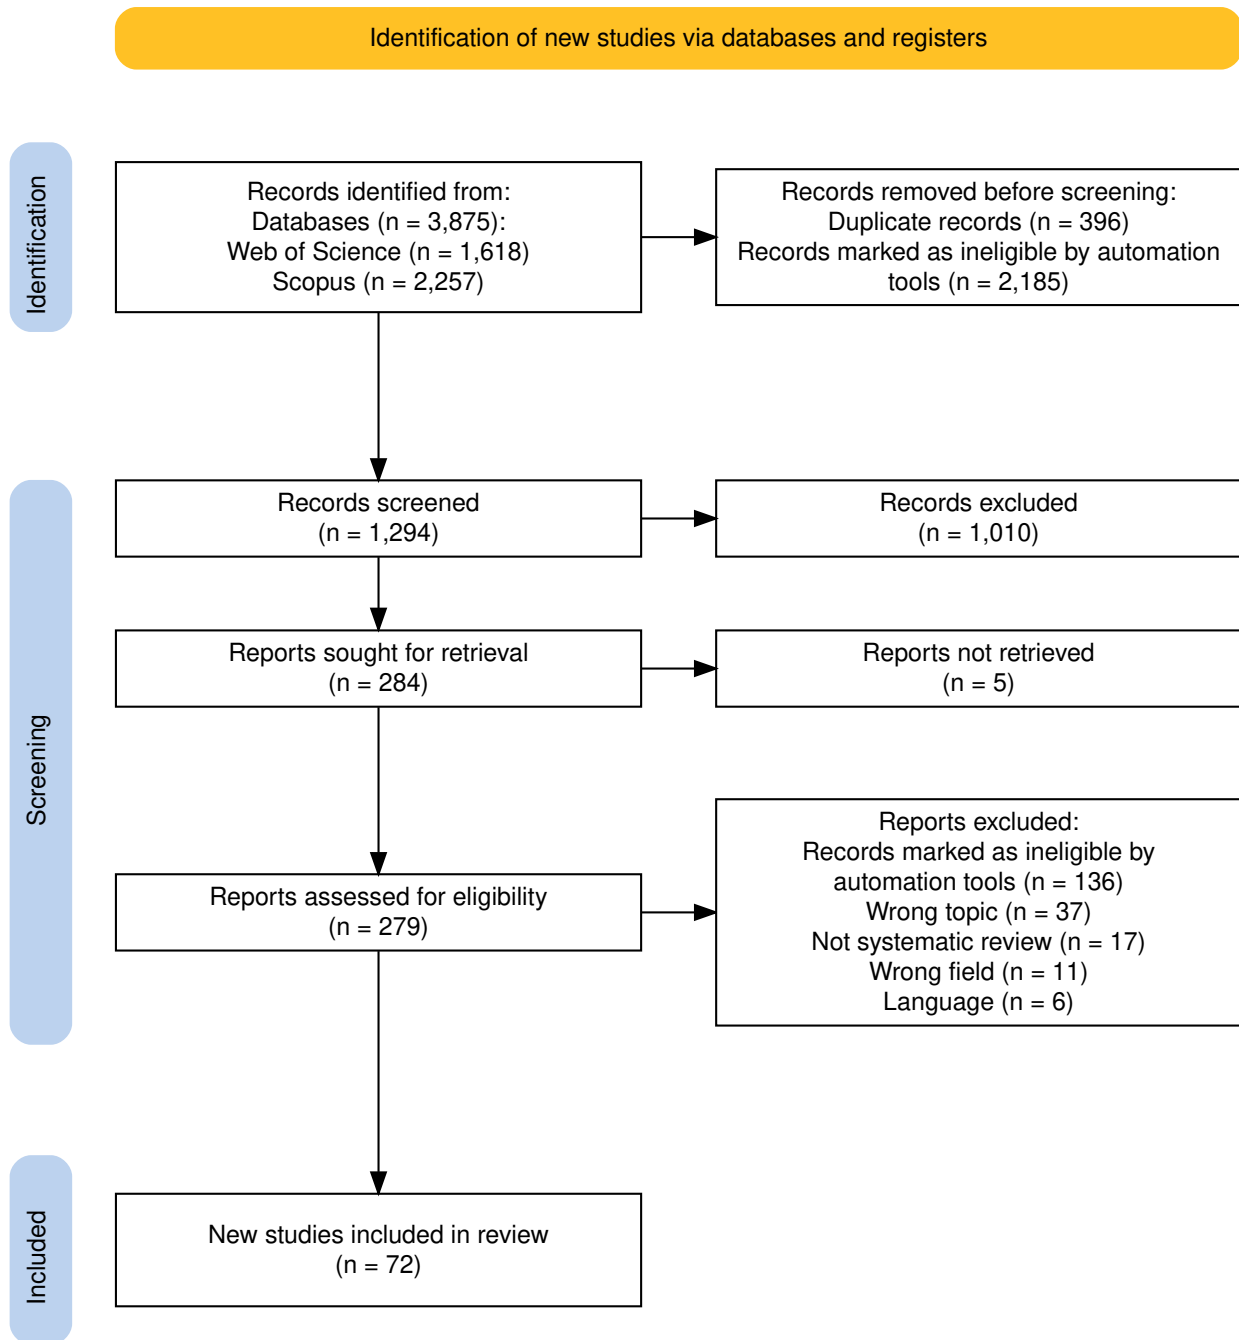 Identification of new studies via databases and registers
Identification
Records identified from:
Databases (n = 3,875):
Web of Science (n = 1,618)
Scopus (n = 2,257)
Records removed before screening:
Duplicate records (n = 396)
Records marked as ineligible by automation
tools (n = 2,185)
Screening
Records screened
(n = 1,294)
Records excluded
(n = 1,010)
Reports sought for retrieval
(n = 284)
Reports not retrieved
(n = 5)
Reports assessed for eligibility
(n = 279)
Reports excluded:
Records marked as ineligible by
automation tools (n = 136)
Wrong topic (n = 37)
Not systematic review (n = 17)
Wrong field (n = 11)
Language (n = 6)
Included
New studies included in review
(n = 72)